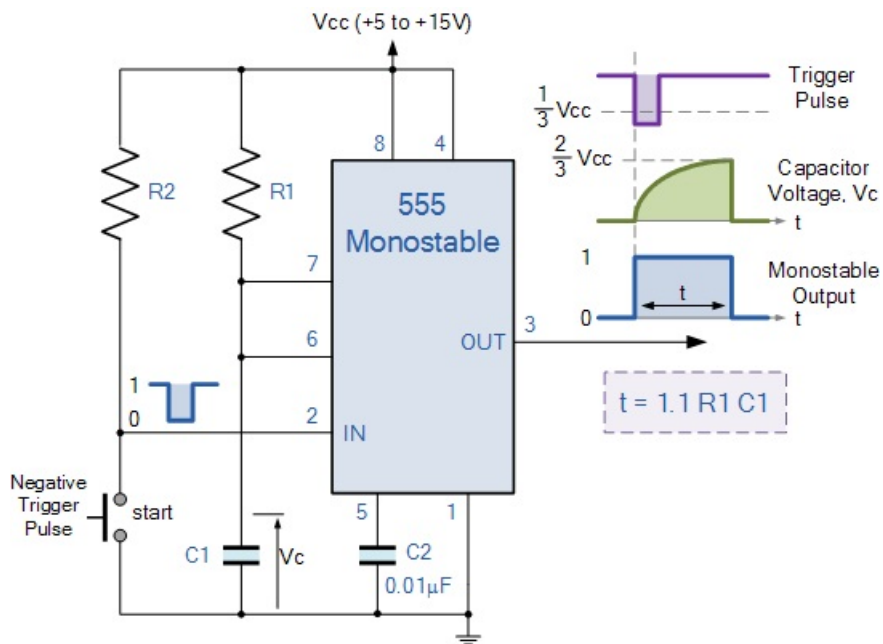 Vcc (+5 to +15V)
8
4
R2
R1
555
Monostable
7
6
OUT
3
1
0
2
IN
Negative
Trigger
Pulse
start
5
1
C1
Vc
C2
0.01µF
Trigger
Pulse
1/3 Vcc
2/3 Vcc
Capacitor
Voltage, Vc
t
1
Monostable
Output
t
0
t
t = 1.1 R1 C1